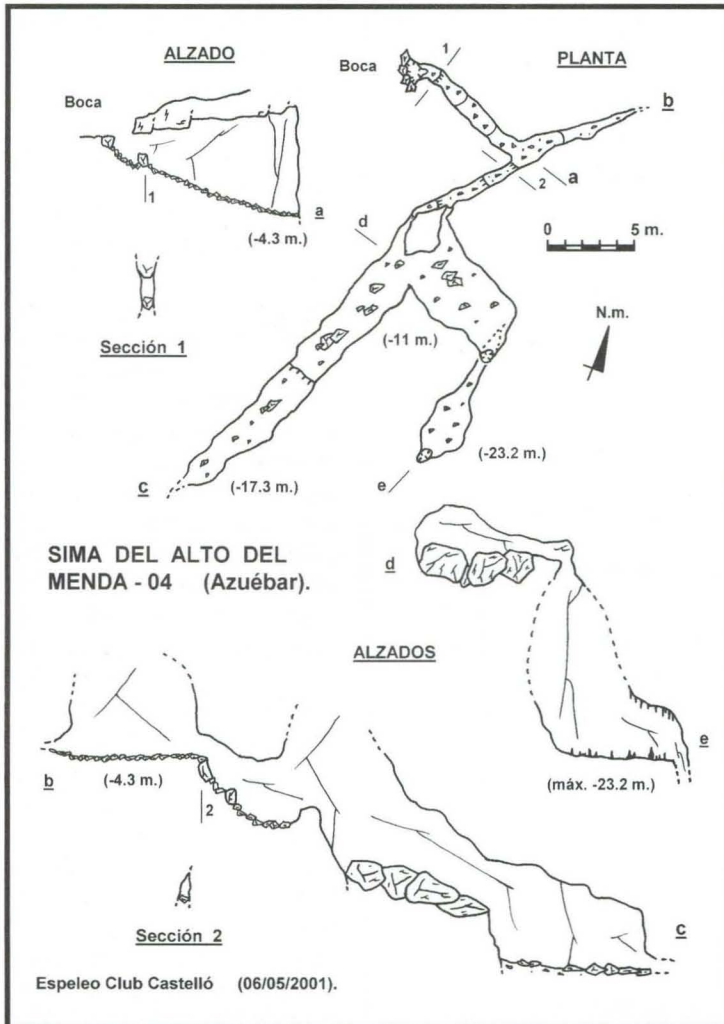 ALZADO
Boca
1
a
(-4.3 m.)
Sección 1
PLANTA
Boca
1
b
2
a
d
0 5 m.
N.m.
(-11 m.)
c
(-17.3 m.)
e
(-23.2 m.)
SIMA DEL ALTO DEL
MENDA - 04 (Azuébar).
d
ALZADOS
e
(máx. -23.2 m.)
b
(-4.3 m.)
2
c
Sección 2
Espeleo Club Castelló (06/05/2001).